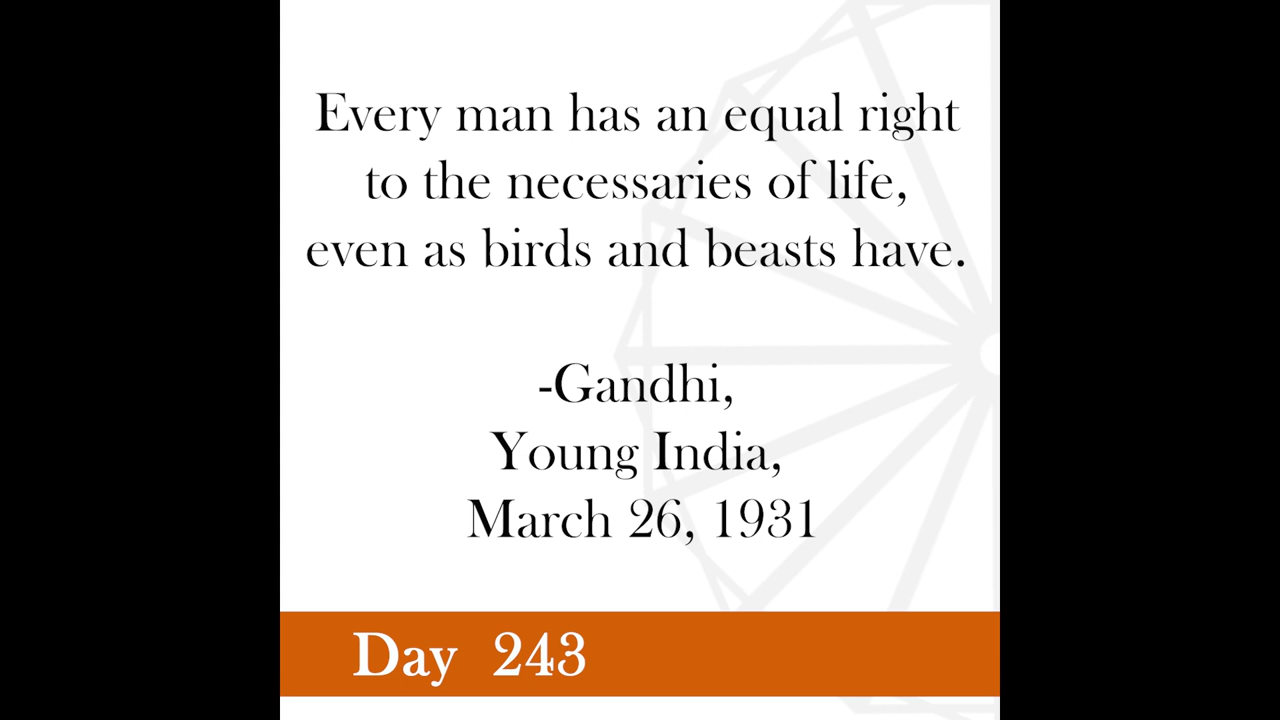 Every man has an equal right
to the necessaries of life,
even as birds and beasts have.
-Gandhi,
Young India,
March 26, 1931
Day 243